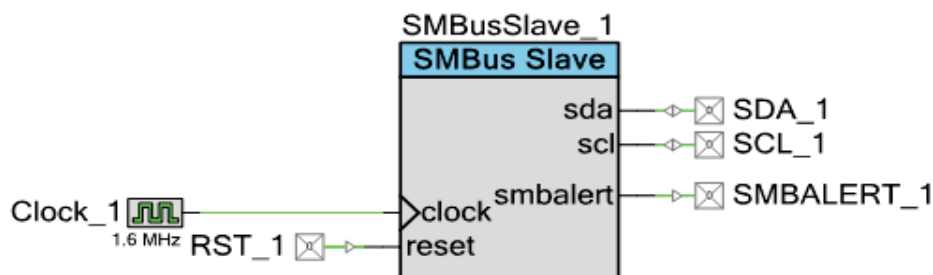 SMBusSlave_1
SMBus Slave
sda SDA_1
scl SCL_1
smbalert SMBALERT_1
Clock_1 clock
1.6 MHz
RST_1 reset